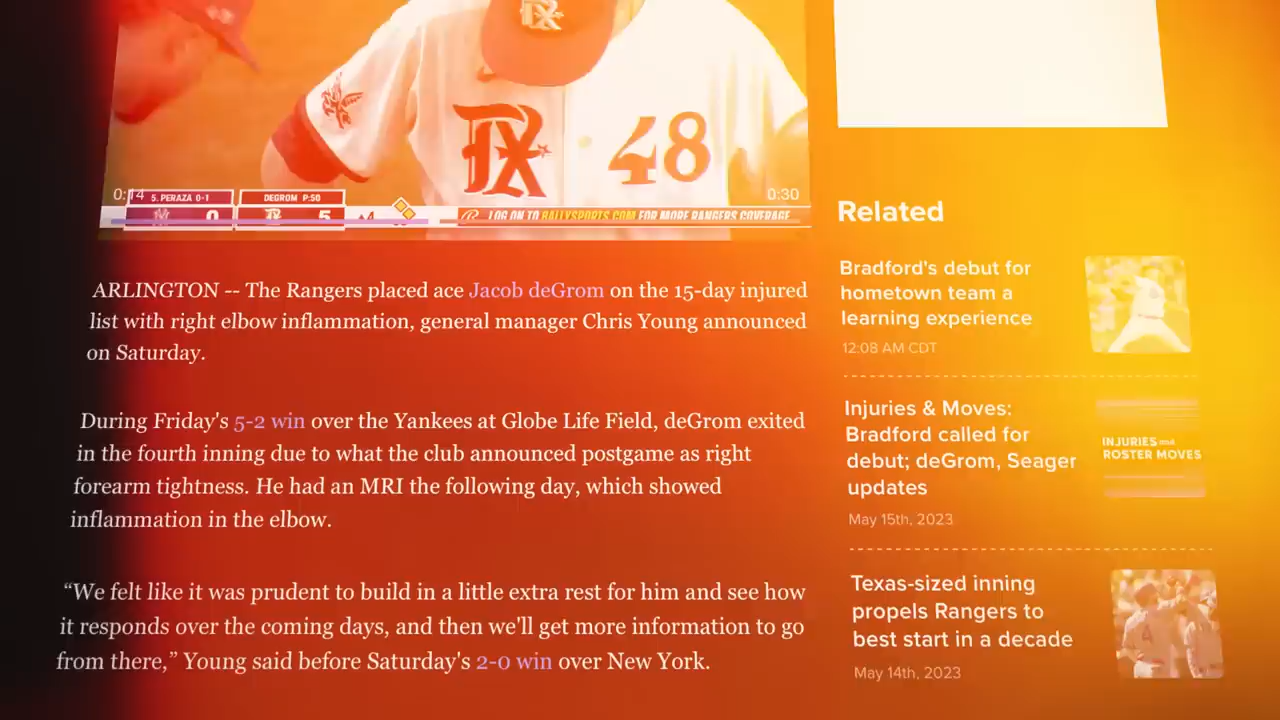 TX
48
0:14
5. PERAZA 0-1
DEGROM P:50
0:30
0
5
4
LOG ON TO BALLYSPORTS.COM FOR MORE RANGERS COVERAGE
ARLINGTON -- The Rangers placed ace Jacob deGrom on the 15-day injured
list with right elbow inflammation, general manager Chris Young announced
on Saturday.
During Friday's 5-2 win over the Yankees at Globe Life Field, deGrom exited
in the fourth inning due to what the club announced postgame as right
forearm tightness. He had an MRI the following day, which showed
inflammation in the elbow.
“We felt like it was prudent to build in a little extra rest for him and see how
it responds over the coming days, and then we'll get more information to go
from there,” Young said before Saturday's 2-0 win over New York.
Related
Bradford's debut for
hometown team a
learning experience
12:08 AM CDT
Injuries & Moves:
Bradford called for
debut; deGrom, Seager
updates
May 15th, 2023
INJURIES and
ROSTER MOVES
Texas-sized inning
propels Rangers to
best start in a decade
May 14th, 2023